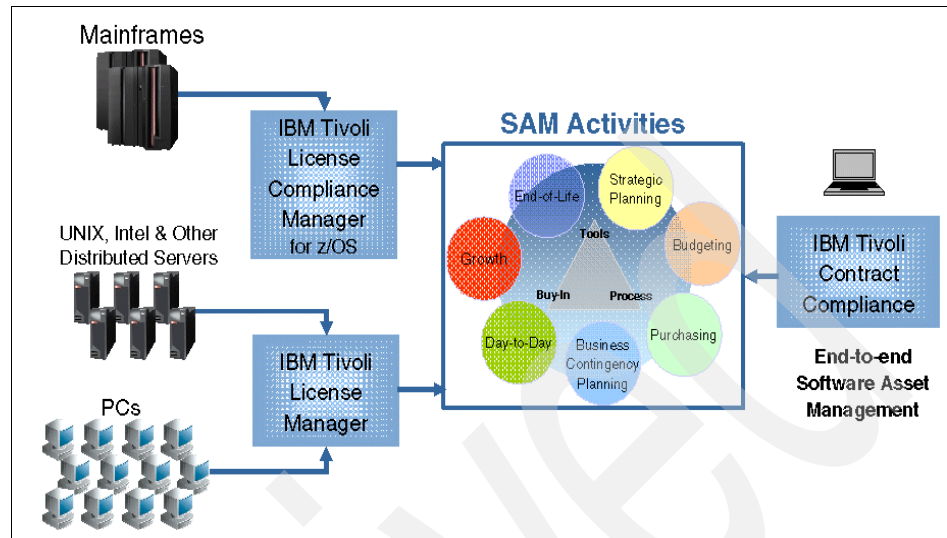 Mainframes
IBM Tivoli
License
Compliance
Manager
for z/OS
UNIX, Intel & Other
Distributed Servers
IBM Tivoli
License
Manager
PCs
SAM Activities
End-of-Life
Strategic
Planning
Tools
Growth
Budgeting
Buy-In
Process
Day-to-Day
Business
Contingency
Planning
Purchasing
IBM Tivoli
Contract
Compliance
End-to-end
Software Asset
Management